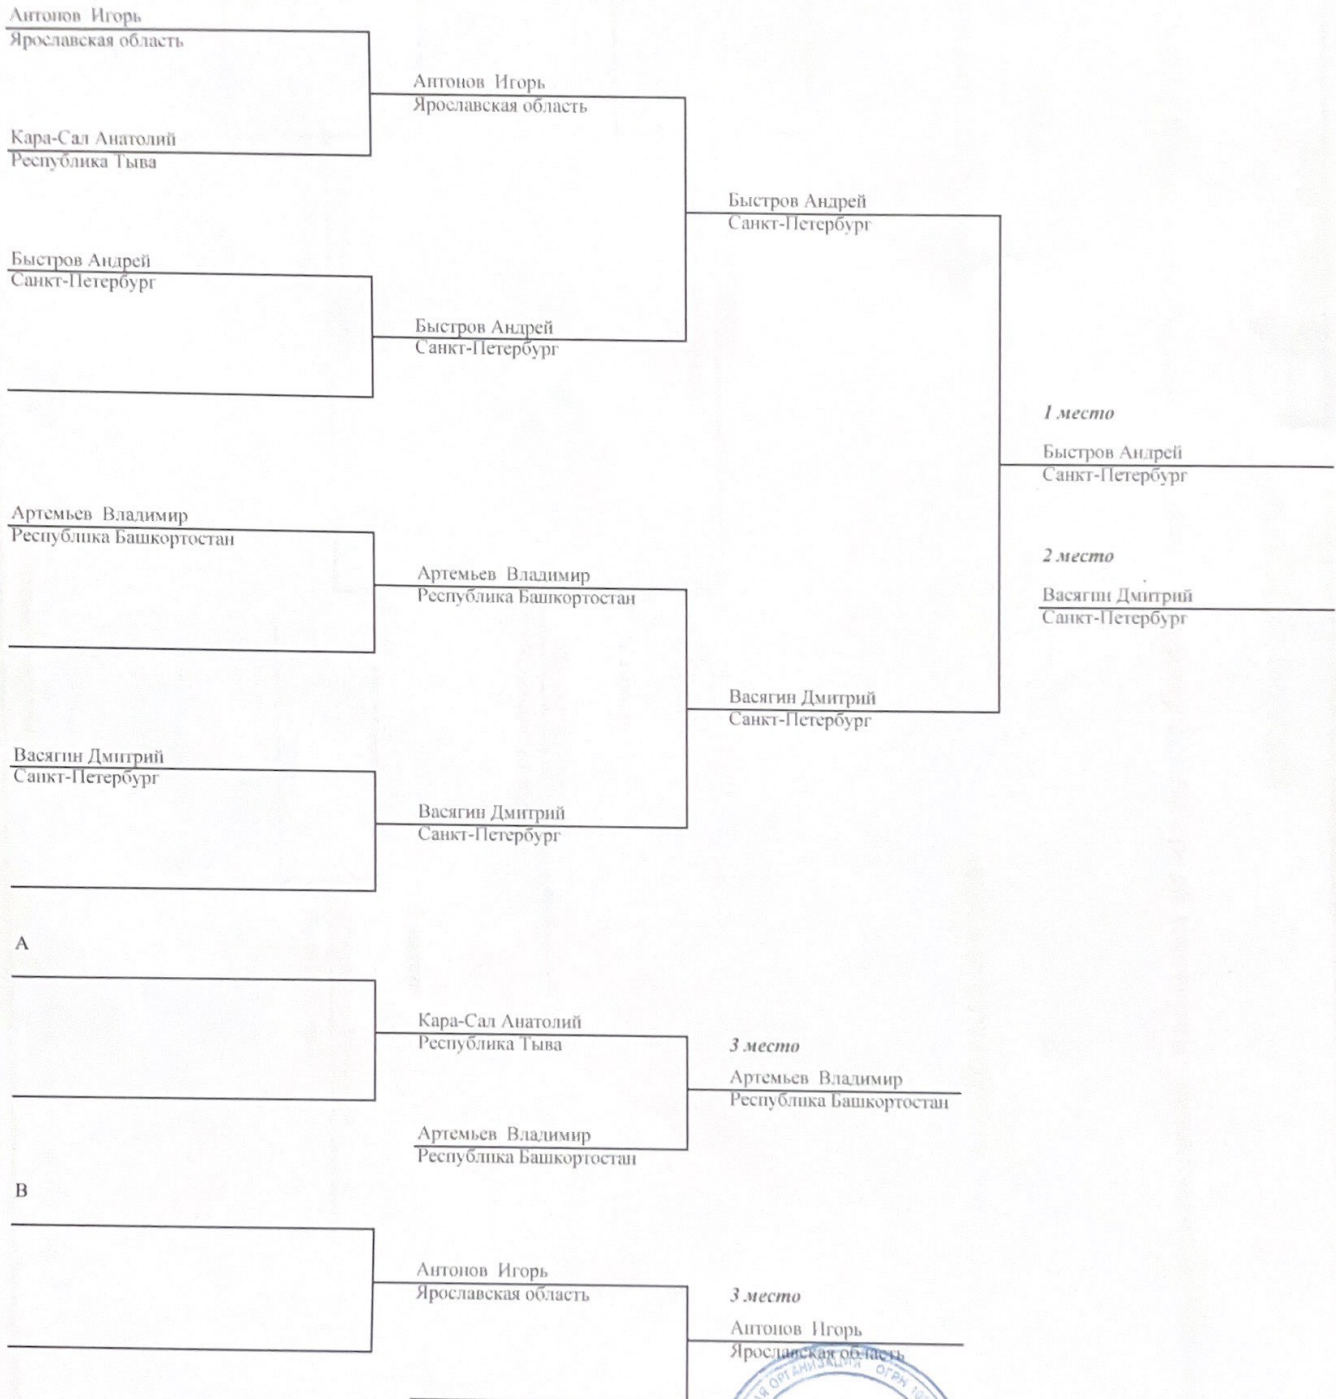 Антонов Игорь
Ярославская область
Антонов Игорь
Ярославская область
Кара-Сал Анатолий
Республика Тыва
Быстров Андрей
Санкт-Петербург
Быстров Андрей
Санкт-Петербург
Быстров Андрей
Санкт-Петербург
1 место
Быстров Андрей
Санкт-Петербург
Артемьев Владимир
Республика Башкортостан
2 место
Артемьев Владимир
Республика Башкортостан
Васягин Дмитрий
Санкт-Петербург
Васягин Дмитрий
Санкт-Петербург
Васягин Дмитрий
Санкт-Петербург
Васягин Дмитрий
Санкт-Петербург
А
Кара-Сал Анатолий
Республика Тыва
3 место
Артемьев Владимир
Республика Башкортостан
Артемьев Владимир
Республика Башкортостан
В
Антонов Игорь
Ярославская область
3 место
Антонов Игорь
Ярославская область
ОРГАНИЗАЦИЯ ОГРН